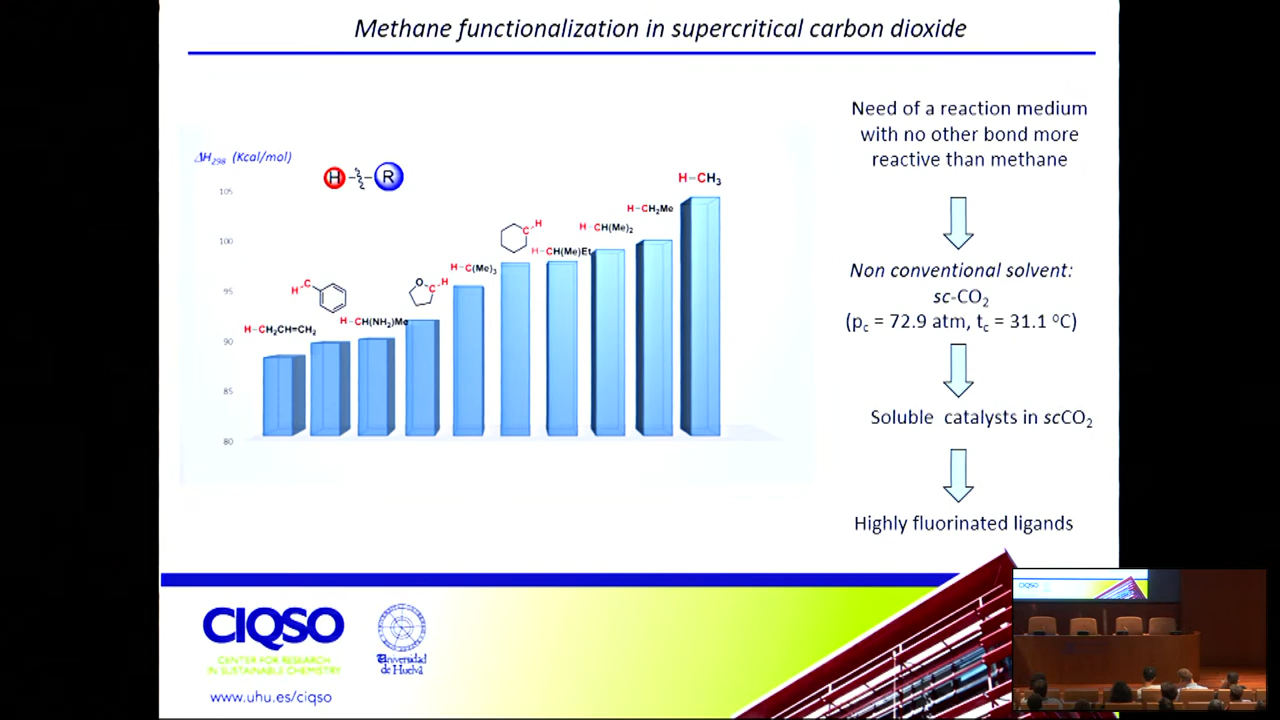 Methane functionalization in supercritical carbon dioxide
ΔH₂₉₈ (Kcal/mol)
H R
105
100
95
90
85
80
H-CH₂CH=CH₂
H-C
H-CH(NH₂)Me
O C-H
H-C(Me)₃
C-H
H-CH(Me)Et
H-CH(Me)₂
H-CH₂Me
H-CH₃
Need of a reaction medium
with no other bond more
reactive than methane
Non conventional solvent:
sc-CO₂
(pc = 72.9 atm, tc = 31.1 ºC)
Soluble catalysts in scCO₂
Highly fluorinated ligands
CIQSO
CENTER FOR RESEARCH
IN SUSTAINABLE CHEMISTRY
www.uhu.es/ciqso
Universidad
de Huelva
CIQSO